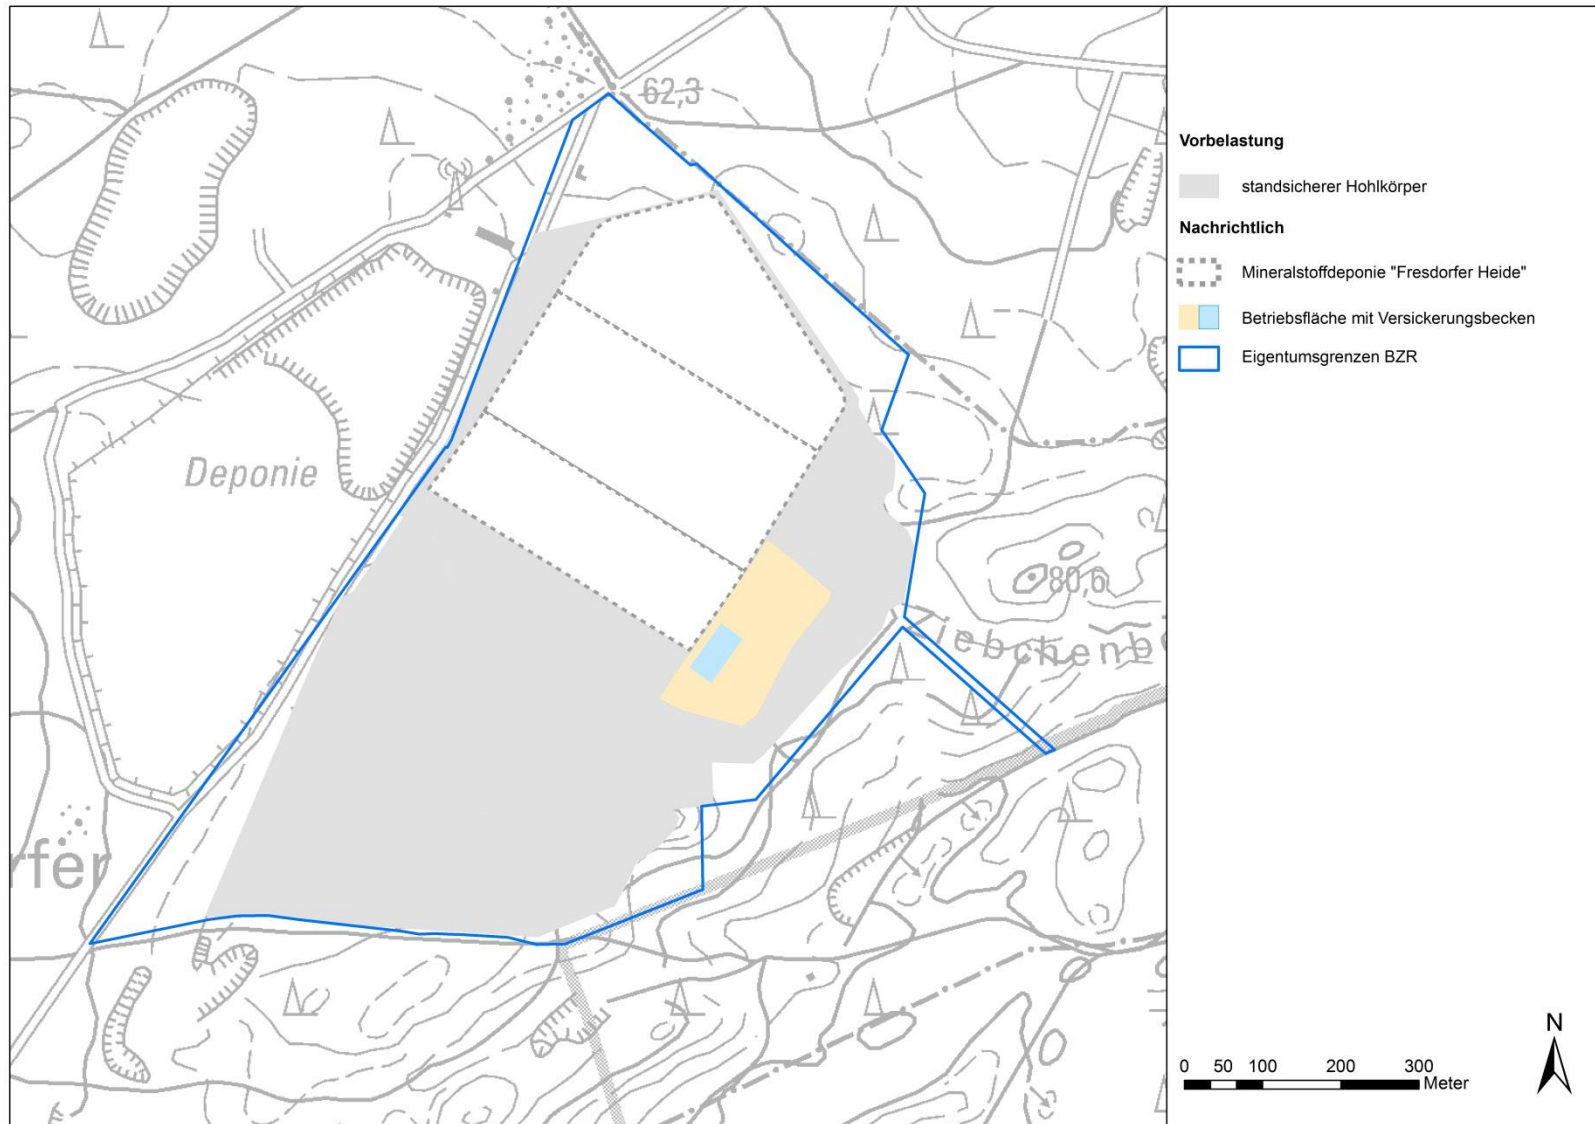 62,3
Deponie
80,6
Ziebchenbe
rfer
Vorbelastung
standsicherer Hohlkörper
Nachrichtlich
Mineralstoffdeponie "Fresdorfer Heide"
Betriebsfläche mit Versickerungsbecken
Eigentumsgrenzen BZR
N
0 50 100 200 300
Meter